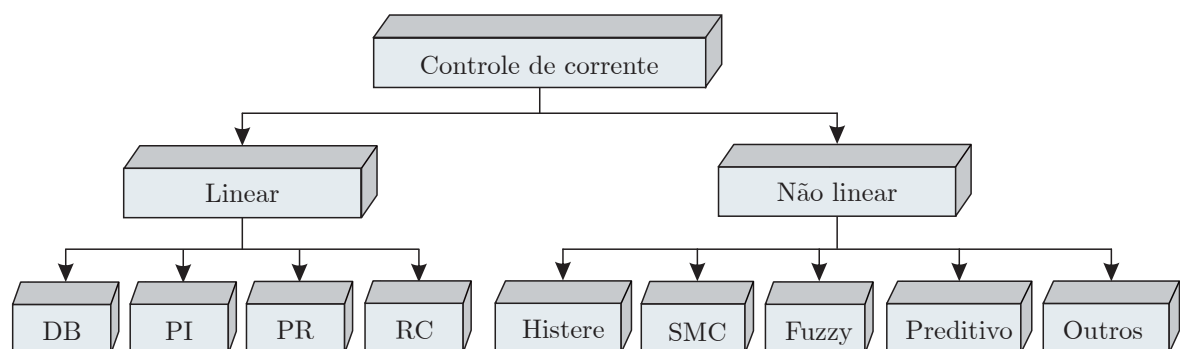 Controle de corrente
Linear
Não linear
DB
PI
PR
RC
Histere
SMC
Fuzzy
Preditivo
Outros